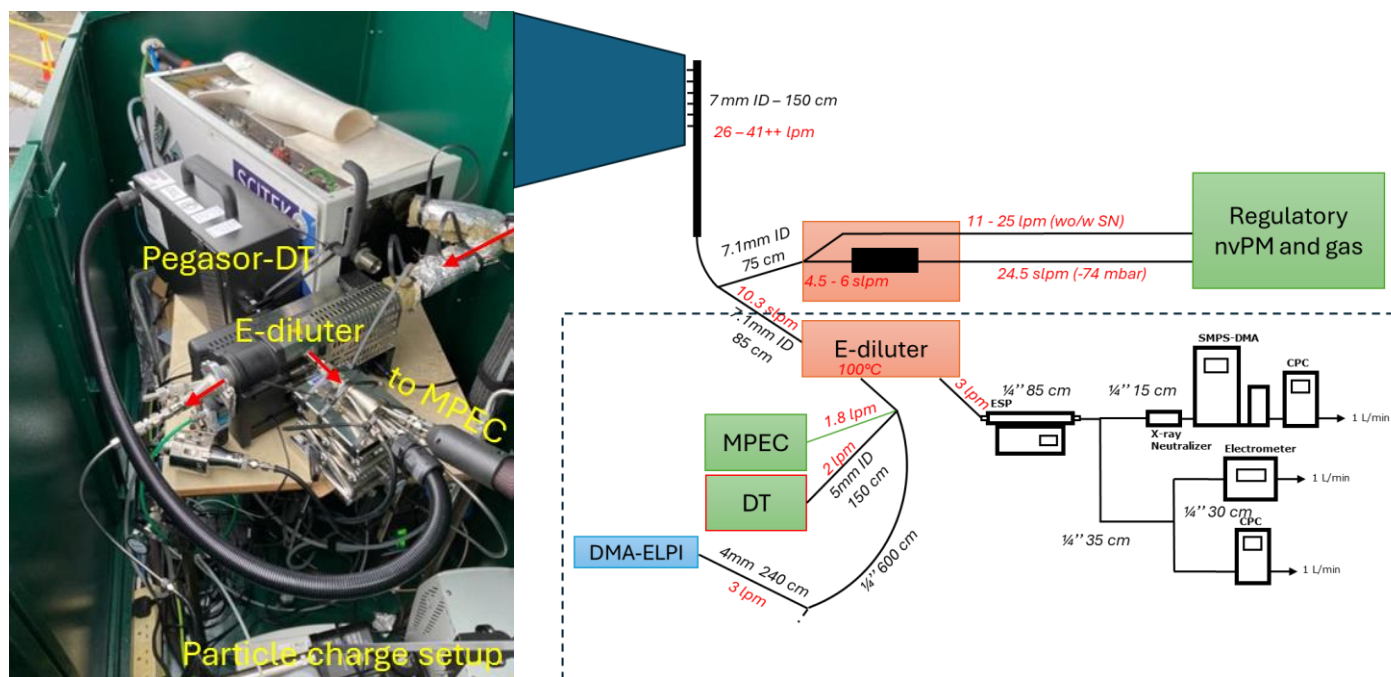 SCITEK
Pegasor-DT
E-diluter
to MPEC
Particle charge setup
7 mm ID – 150 cm
26 – 41++ lpm
7.1mm ID
75 cm
11 - 25 lpm (wo/w SN)
4.5 - 6 slpm
24.5 slpm (-74 mbar)
Regulatory
nvPM and gas
10.3 slpm
7.1mm ID
85 cm
E-diluter
100°C
3 lpm
ESP
¼’’ 85 cm
¼’’ 15 cm
X-ray
Neutralizer
SMPS-DMA
CPC
1 L/min
Electrometer
1 L/min
¼’’ 30 cm
¼’’ 35 cm
CPC
1 L/min
MPEC
1.8 lpm
DT
2 lpm
5mm ID
150 cm
DMA-ELPI
4mm 240 cm
3 lpm
¼’’ 600 cm